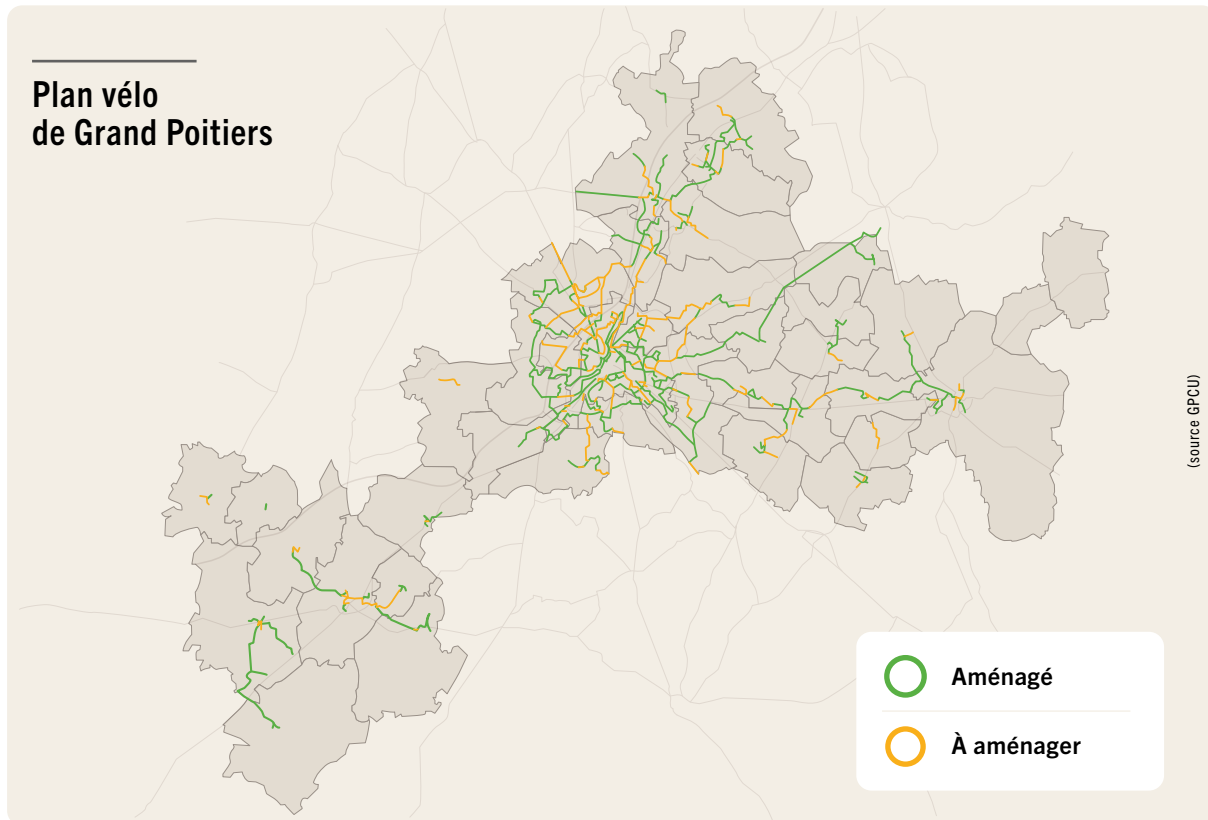 Plan vélo
de Grand Poitiers
(source GPCU)
Aménagé
À aménager